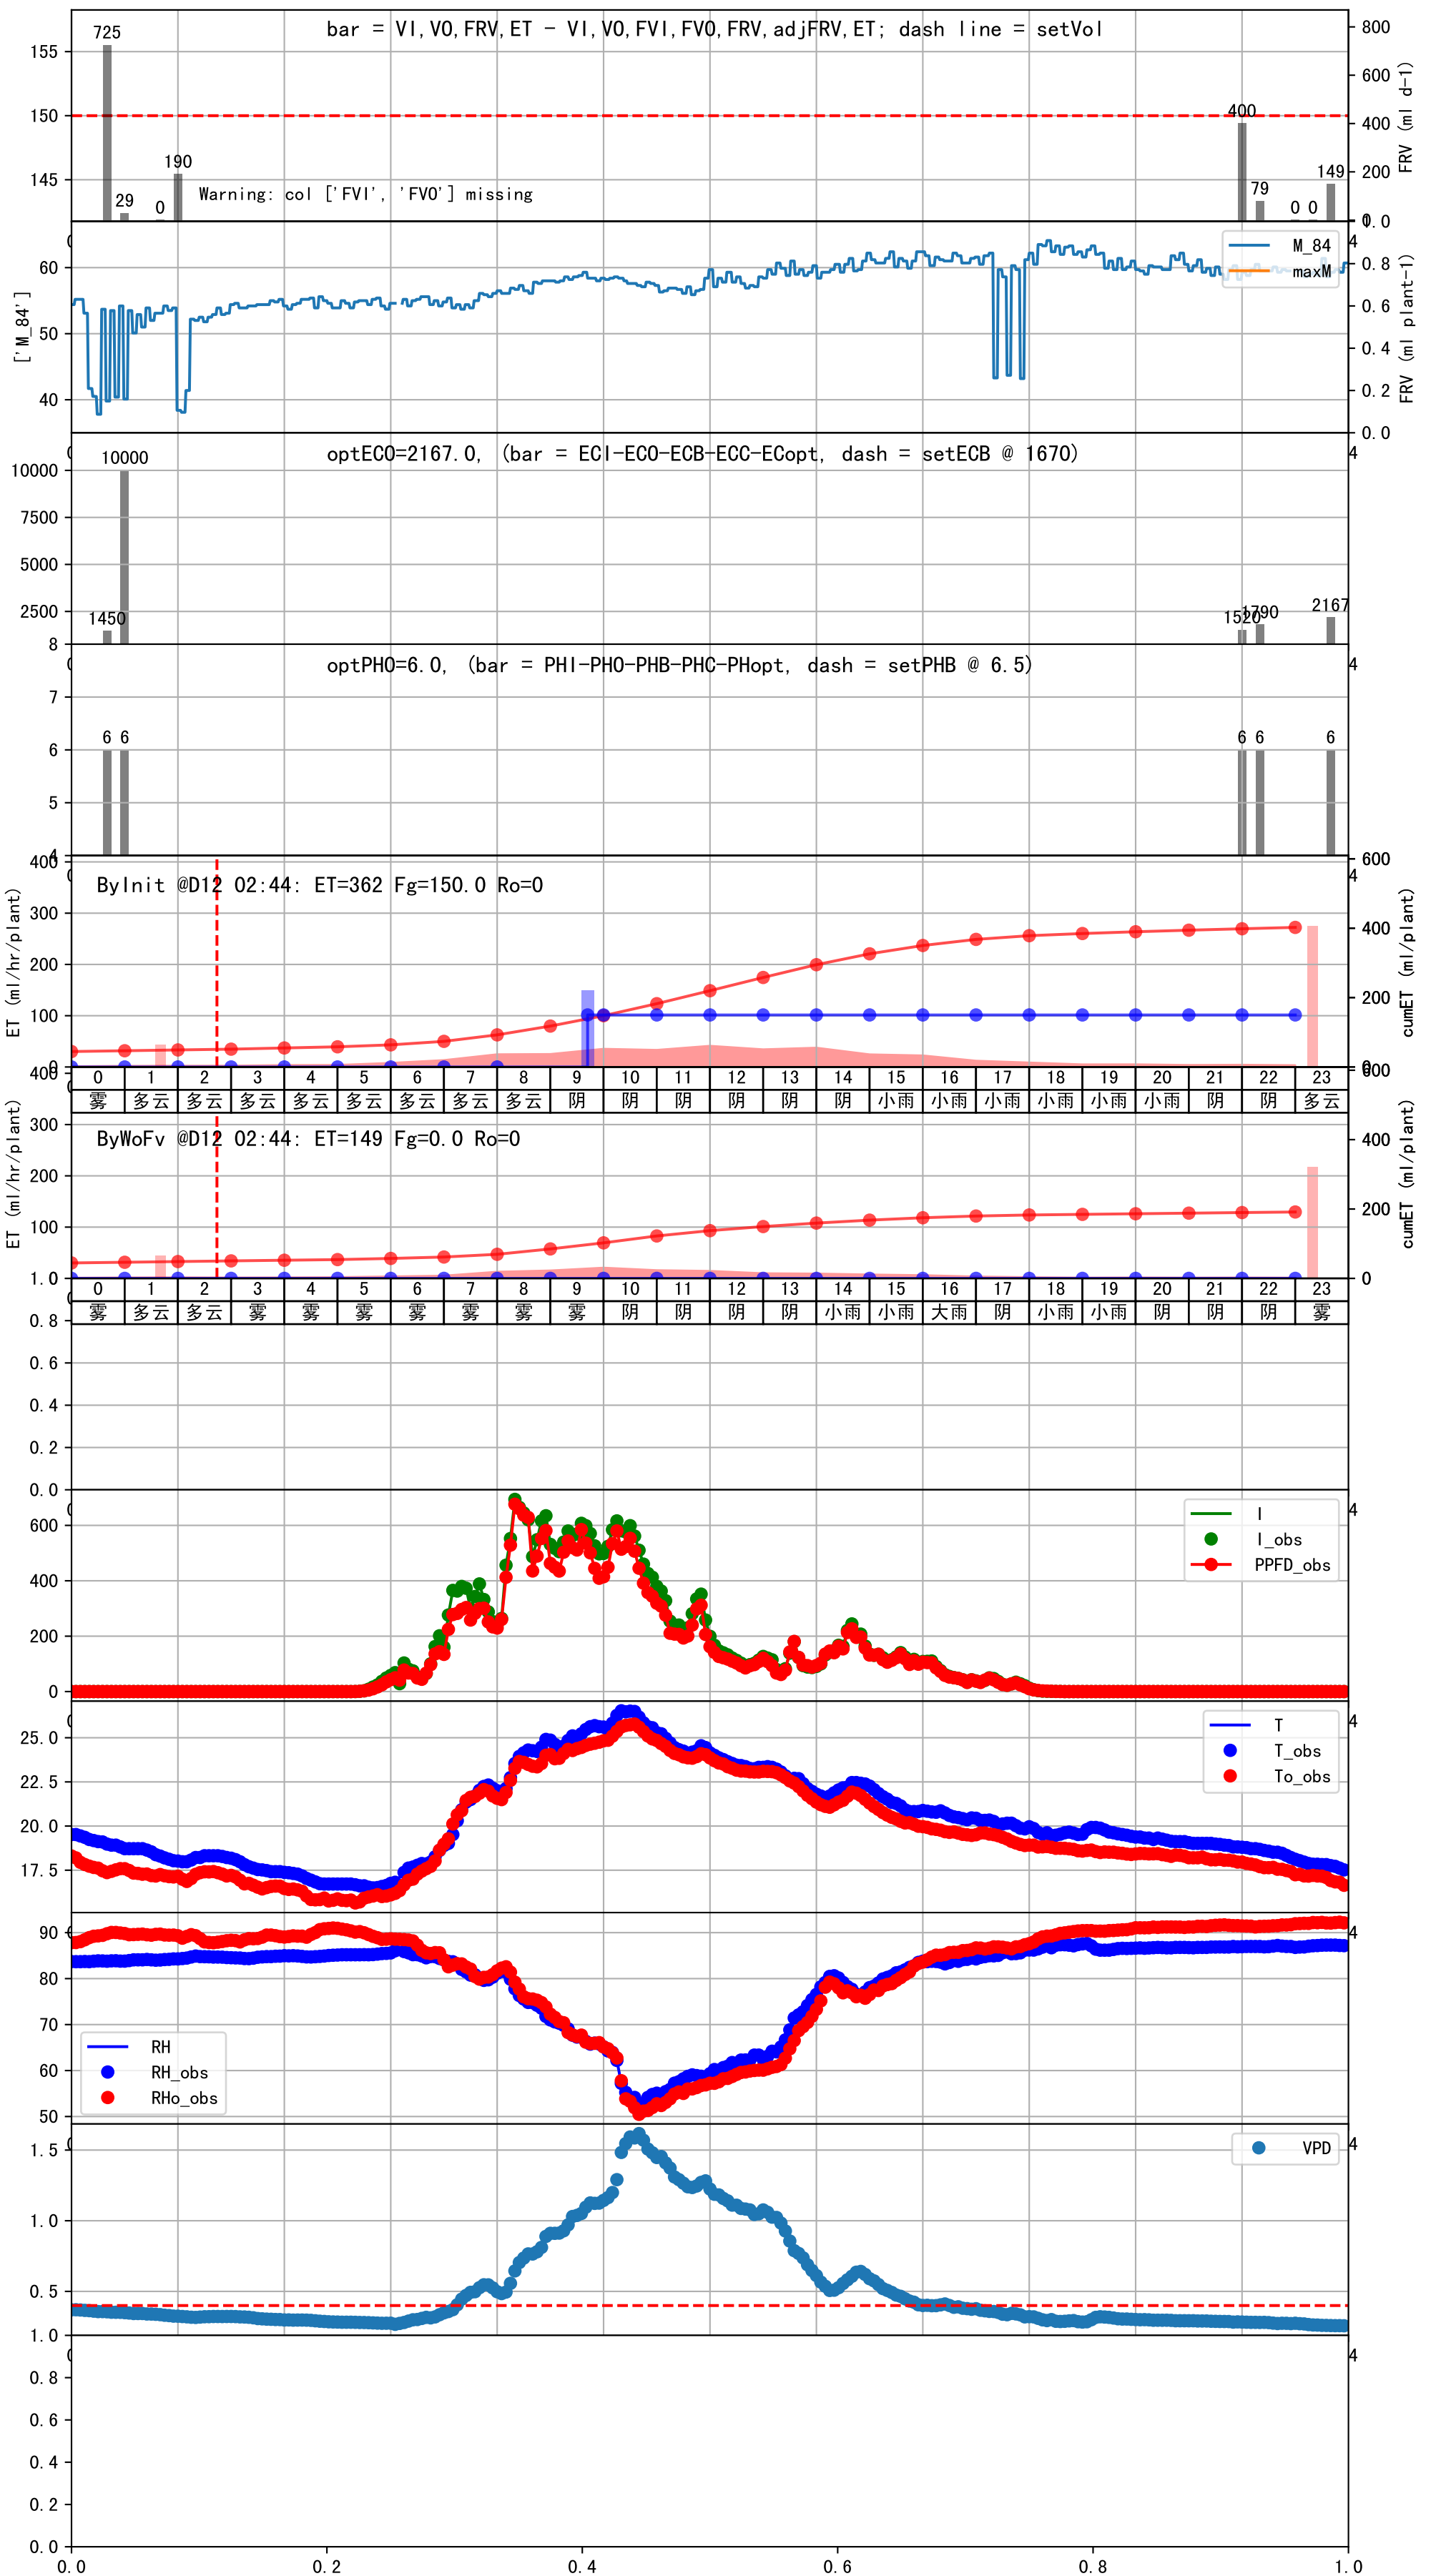 bar = VI,VO,FRV,ET - VI,VO,FVI,FVO,FRV,adjFRV,ET; dash line = setVol
725
29
0
190
400
79
0 0
149
Warning: col ['FVI', 'FVO'] missing
155
150
145
800
600
400
200
FRV (ml d-1)
['M_84']
60
50
40
M_84
maxM
1.0
0.8
0.6
0.4
0.2
0.0
FRV (ml plant-1)
optECO=2167.0, (bar = ECI-ECO-ECB-ECC-ECopt, dash = setECB @ 1670)
10000
7500
5000
2500
1450
10000
1520
1790
2167
optPHO=6.0, (bar = PHI-PHO-PHB-PHC-PHopt, dash = setPHB @ 6.5)
8
7
6
5
4
6 6
6 6
6
ByInit @D12 02:44: ET=362 Fg=150.0 Ro=0
ET (ml/hr/plant)
400
300
200
100
0
600
400
200
0
cumET (ml/plant)
0 1 2 3 4 5 6 7 8 9 10 11 12 13 14 15 16 17 18 19 20 21 22 23
雾 多云 多云 多云 多云 多云 多云 多云 多云 阴 阴 阴 阴 阴 阴 小雨 小雨 小雨 小雨 小雨 小雨 阴 阴 多云
ByWoFv @D12 02:44: ET=149 Fg=0.0 Ro=0
ET (ml/hr/plant)
400
300
200
100
600
400
200
0
cumET (ml/plant)
0 1 2 3 4 5 6 7 8 9 10 11 12 13 14 15 16 17 18 19 20 21 22 23
雾 多云 多云 雾 雾 雾 雾 雾 雾 雾 阴 阴 阴 阴 小雨 小雨 大雨 阴 小雨 小雨 阴 阴 阴 雾
1.0
0.8
0.6
0.4
0.2
0.0
I
I_obs
PPFD_obs
600
400
200
0
T
T_obs
To_obs
25.0
22.5
20.0
17.5
RH
RH_obs
RHo_obs
90
80
70
60
50
VPD
1.5
1.0
0.5
1.0
0.8
0.6
0.4
0.2
0.0
0.0 0.2 0.4 0.6 0.8 1.0